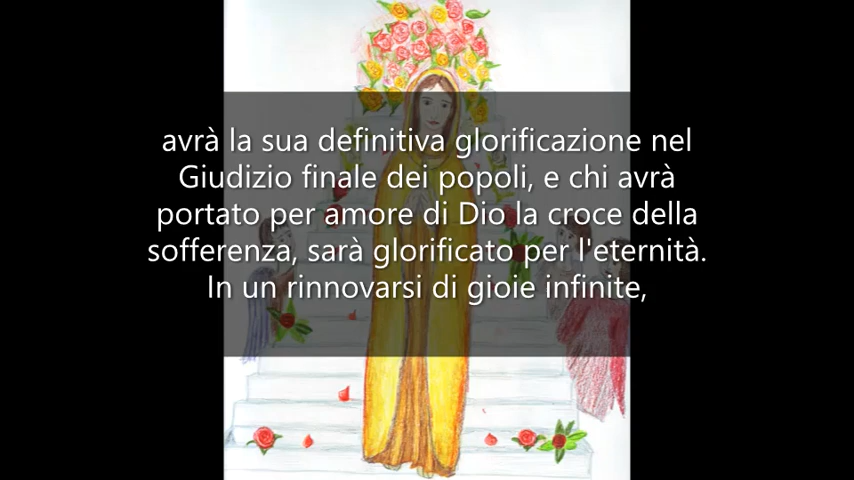 avrà la sua definitiva glorificazione nel
Giudizio finale dei popoli, e chi avrà
portato per amore di Dio la croce della
sofferenza, sarà glorificato per l'eternità.
In un rinnovarsi di gioie infinite,